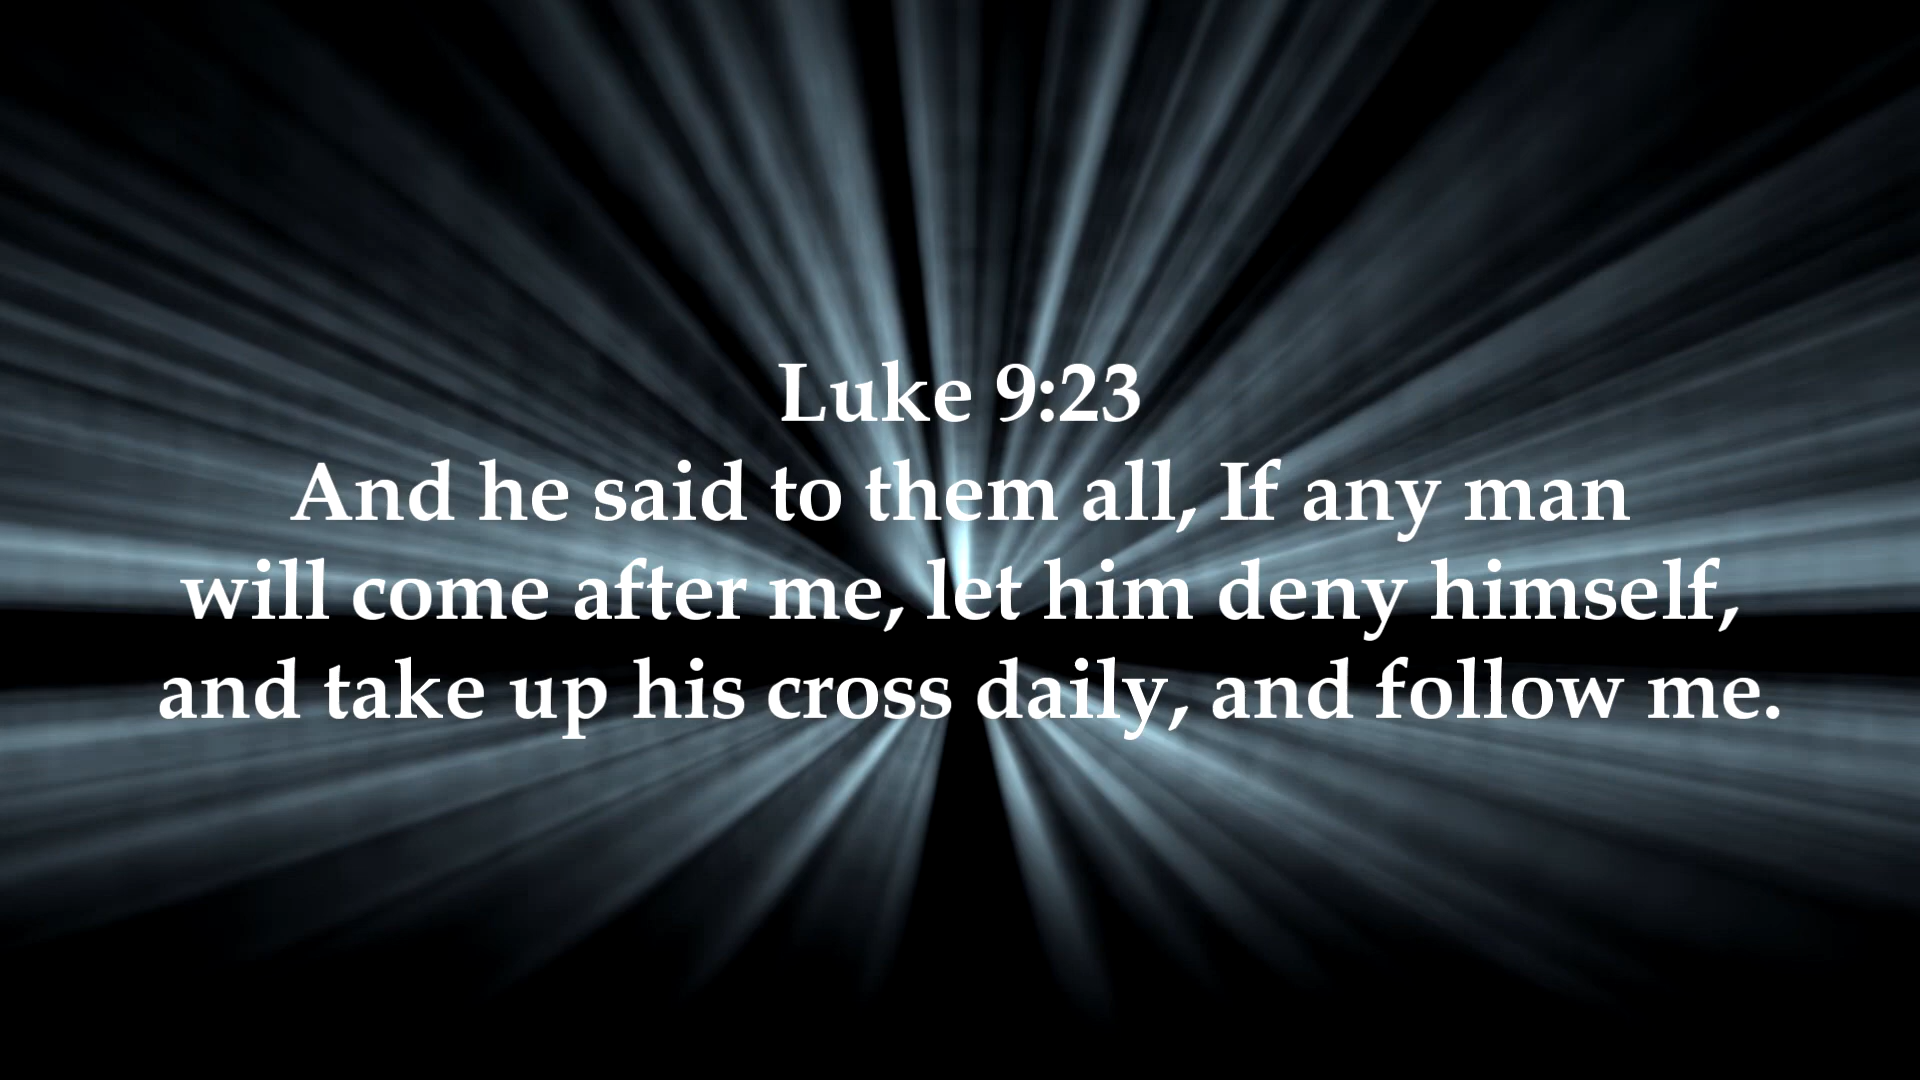 Luke 9:23
And he said to them all, If any man
will come after me, let him deny himself,
and take up his cross daily, and follow me.